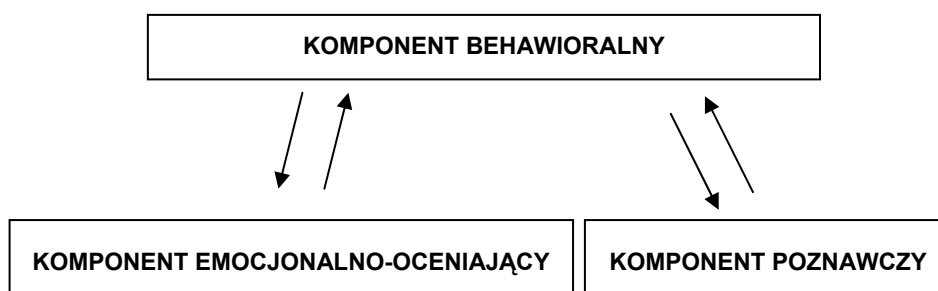 KOMPONENT BEHAWIORALNY
KOMPONENT EMOCJONALNO-OCENIAJĄCY
KOMPONENT POZNAWCZY